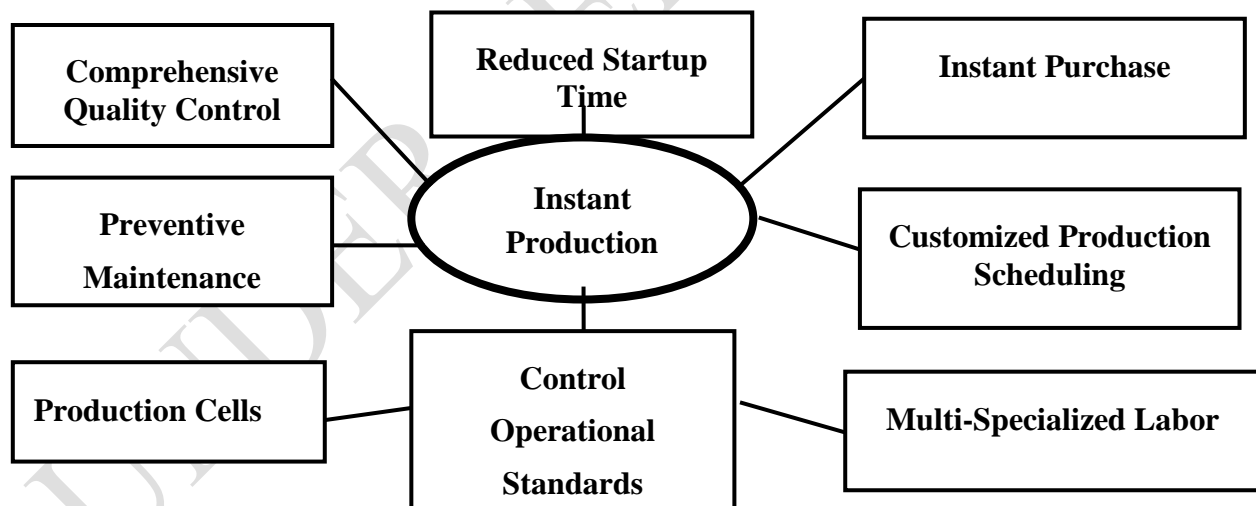 Comprehensive
Quality Control
Reduced Startup
Time
Instant Purchase
Preventive
Maintenance
Instant
Production
Customized Production
Scheduling
Production Cells
Control
Operational
Standards
Multi-Specialized Labor
UNDER